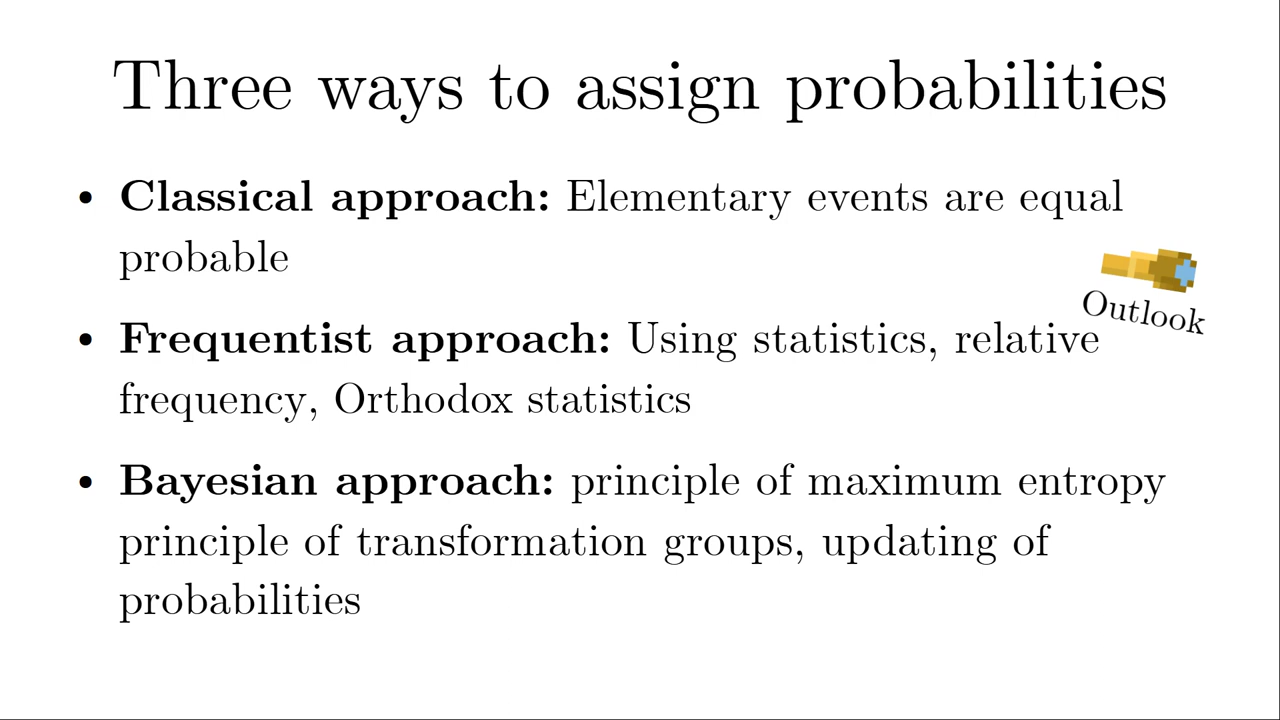 Three ways to assign probabilities
• Classical approach: Elementary events are equal
probable
Outlook
• Frequentist approach: Using statistics, relative
frequency, Orthodox statistics
• Bayesian approach: principle of maximum entropy
principle of transformation groups, updating of
probabilities